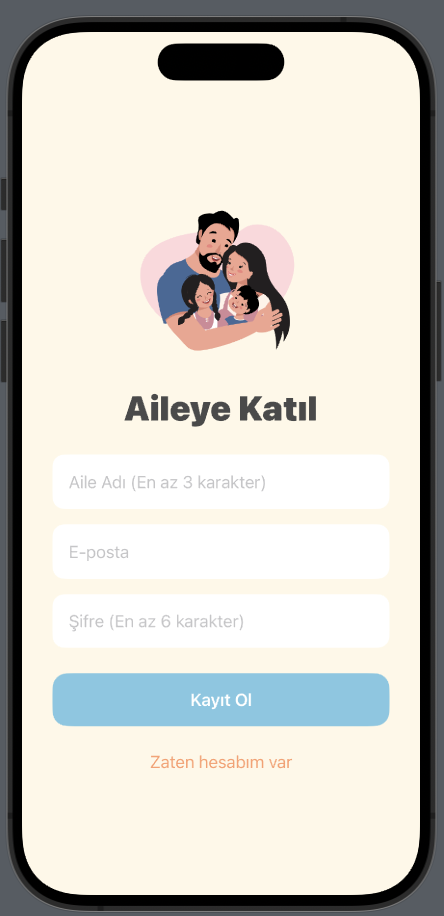 Aileye Katıl
Aile Adı (En az 3 karakter)
E-posta
Şifre (En az 6 karakter)
Kayıt Ol
Zaten hesabım var